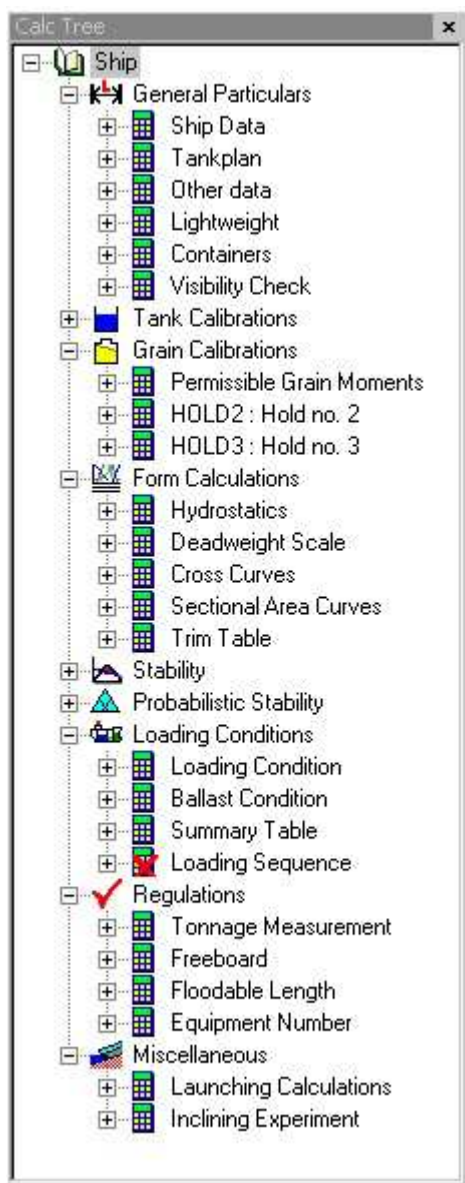 Calc Tree
Ship
General Particulars
Ship Data
Tankplan
Other data
Lightweight
Containers
Visibility Check
Tank Calibrations
Grain Calibrations
Permissible Grain Moments
HOLD2 : Hold no. 2
HOLD3 : Hold no. 3
Form Calculations
Hydrostatics
Deadweight Scale
Cross Curves
Sectional Area Curves
Trim Table
Stability
Probabilistic Stability
Loading Conditions
Loading Condition
Ballast Condition
Summary Table
Loading Sequence
Regulations
Tonnage Measurement
Freeboard
Floodable Length
Equipment Number
Miscellaneous
Launching Calculations
Inclining Experiment